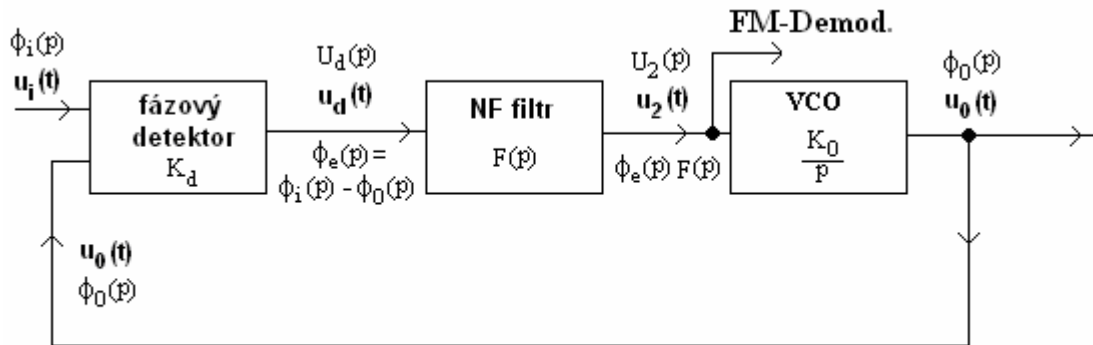 FM-Demod.
ϕi(p)
ui(t)
fázový
detektor
Kd
Ud(p)
ud(t)
ϕe(p) =
ϕi(p) - ϕ0(p)
NF filtr
F(p)
U2(p)
u2(t)
ϕe(p) F(p)
VCO
K0
p
ϕ0(p)
u0(t)
u0(t)
ϕ0(p)